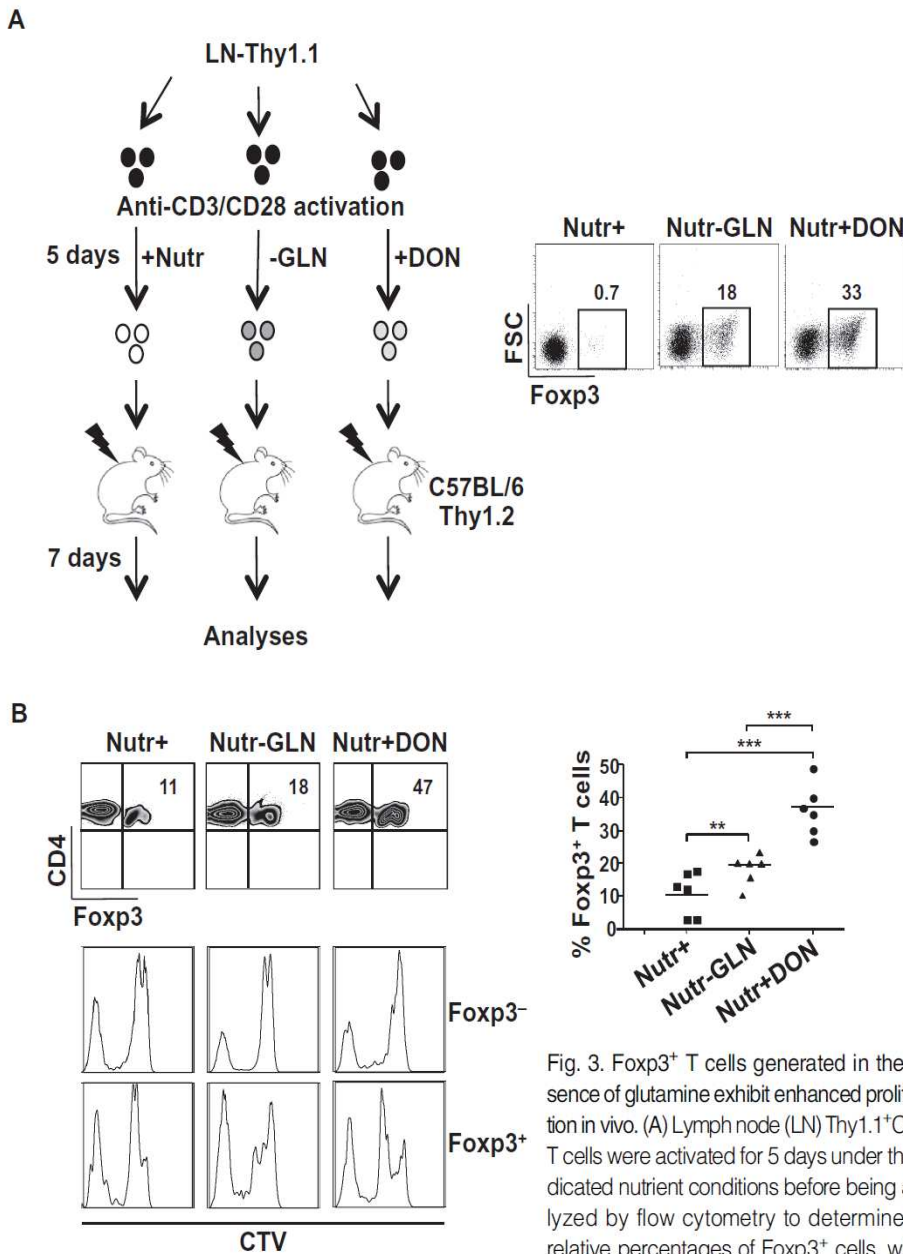 A
LN-Thy1.1
Anti-CD3/CD28 activation
5 days
+Nutr
-GLN
+DON
C57BL/6
Thy1.2
7 days
Analyses
Nutr+
Nutr-GLN
Nutr+DON
0.7
18
33
FSC
Foxp3
B
Nutr+
Nutr-GLN
Nutr+DON
11
18
47
CD4
Foxp3
Foxp3⁻
Foxp3⁺
CTV
% Foxp3⁺ T cells
50
40
30
20
10
0
***
***
**
Nutr+
Nutr-GLN
Nutr+DON
Fig. 3. Foxp3⁺ T cells generated in the
sence of glutamine exhibit enhanced prolif
tion in vivo. (A) Lymph node (LN) Thy1.1⁺C
T cells were activated for 5 days under th
dicated nutrient conditions before being a
lyzed by flow cytometry to determine
relative percentages of Foxp3⁺ cells, w